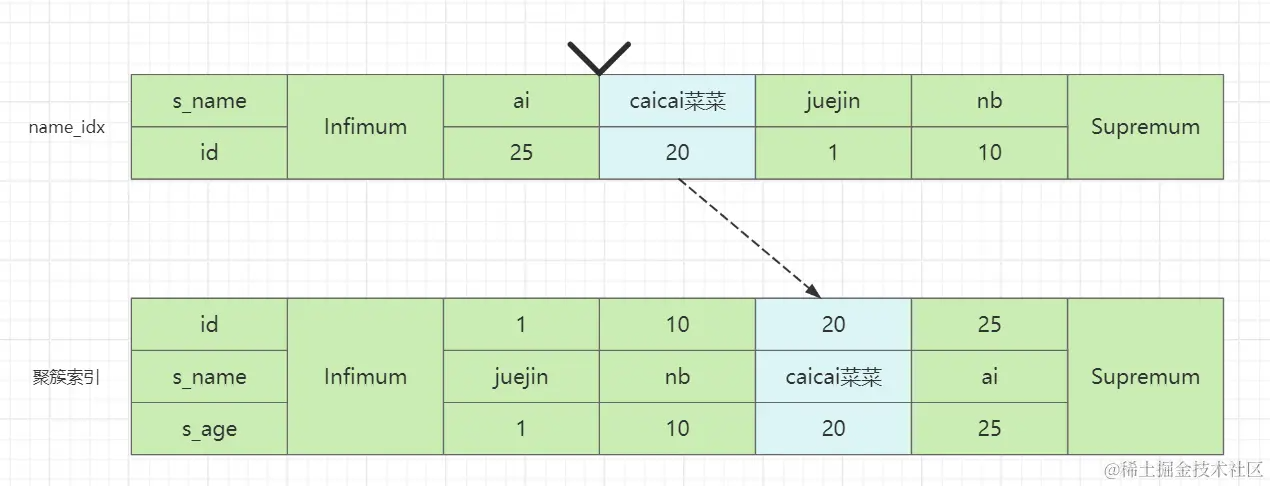 s_name ai caicai菜菜 juejin nb
name_idx Infimum Supremum
id 25 20 1 10
id 1 10 20 25
聚簇索引 s_name Infimum juejin nb caicai菜菜 ai Supremum
s_age 1 10 20 25
@稀土掘金技术社区